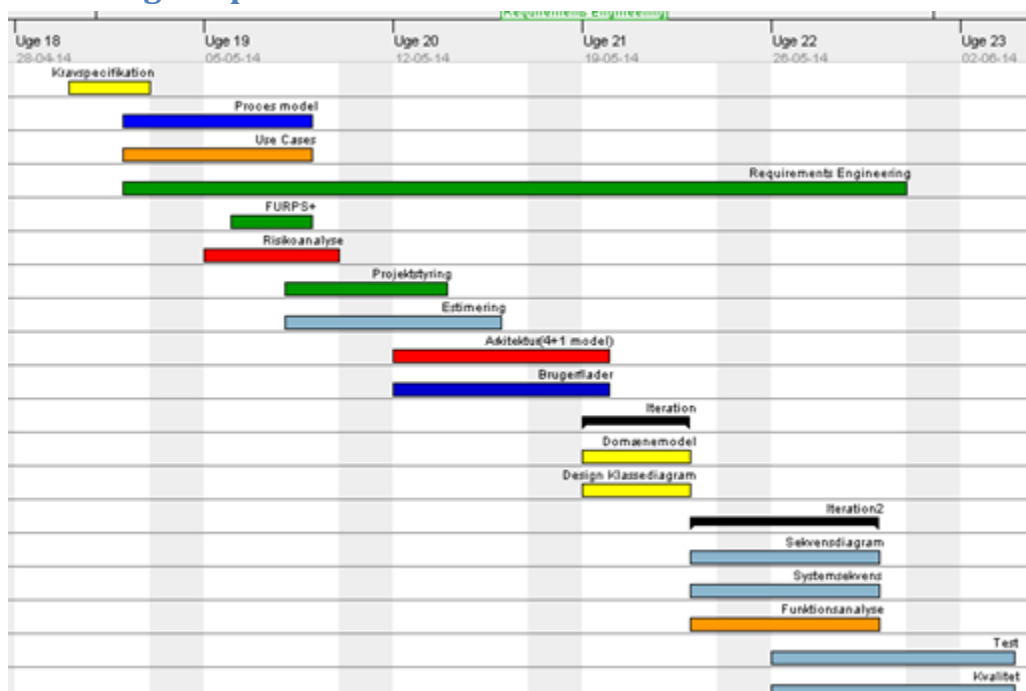 Requirements Engineering
Uge 18 Uge 19 Uge 20 Uge 21 Uge 22 Uge 23
28-04-14 05-05-14 12-05-14 19-05-14 26-05-14 02-06-14
Kravspecifikation
Proces model
Use Cases
Requirements Engineering
FURPS+
Risikoanalyse
Projektstyring
Estimering
Arkitektur(4+1 model)
Brugerflader
Iteration
Domænemodel
Design Klassediagram
Iteration2
Sekvensdiagram
Systemsekvens
Funktionsanalyse
Test
Kvalitet